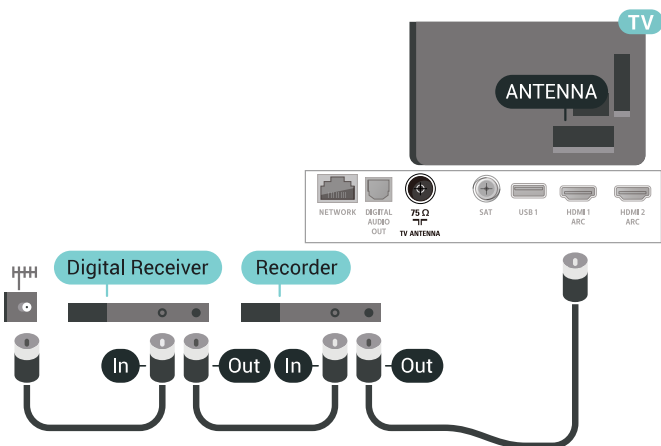 TV
ANTENNA
NETWORK
DIGITAL
AUDIO
OUT
75 Ω
TV ANTENNA
SAT
USB 1
HDMI 1
ARC
HDMI 2
ARC
Digital Receiver
Recorder
In
Out
In
Out